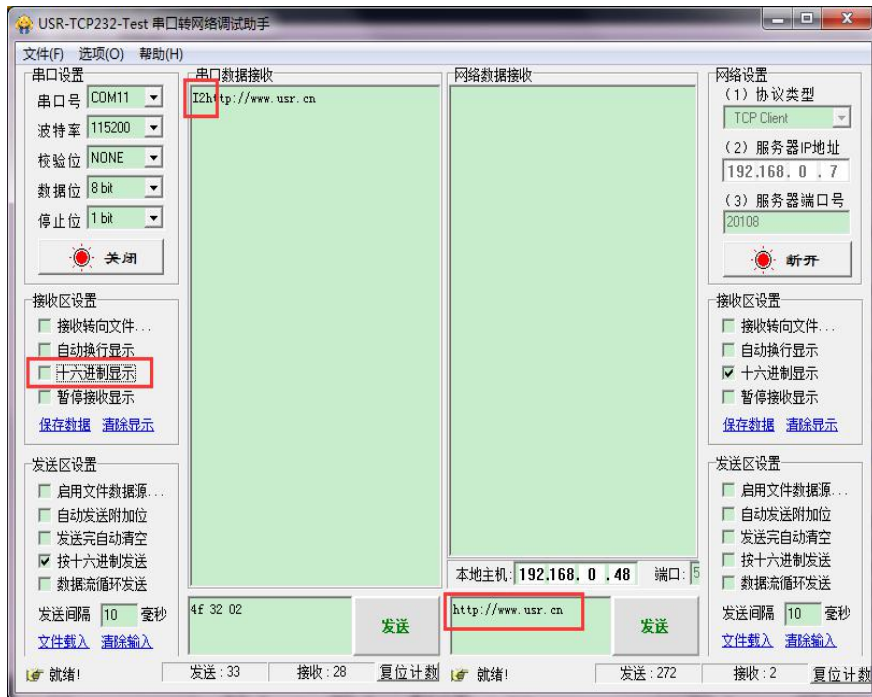 USR-TCP232-Test 串口转网络调试助手
文件(F) 选项(O) 帮助(H)
串口设置
串口号 COM11
波特率 115200
校验位 NONE
数据位 8 bit
停止位 1 bit
关闭
接收区设置
接收转向文件...
自动换行显示
十六进制显示
暂停接收显示
保存数据 清除显示
发送区设置
启用文件数据源...
自动发送附加位
发送完自动清空
按十六进制发送
数据流循环发送
发送间隔 10 毫秒
文件载入 清除输入
就绪!
串口数据接收
I2http://www.usr.cn
4f 32 02
发送
发送:33 接收:28 复位计数
网络数据接收
本地主机: 192.168. 0 .48 端口: 5
http://www.usr.cn
发送
就绪! 发送:272 接收:2 复位计数
网络设置
(1) 协议类型
TCP Client
(2) 服务器IP地址
192.168. 0 . 7
(3) 服务器端口号
20108
断开
接收区设置
接收转向文件...
自动换行显示
十六进制显示
暂停接收显示
保存数据 清除显示
发送区设置
启用文件数据源...
自动发送附加位
发送完自动清空
按十六进制发送
数据流循环发送
发送间隔 10 毫秒
文件载入 清除输入